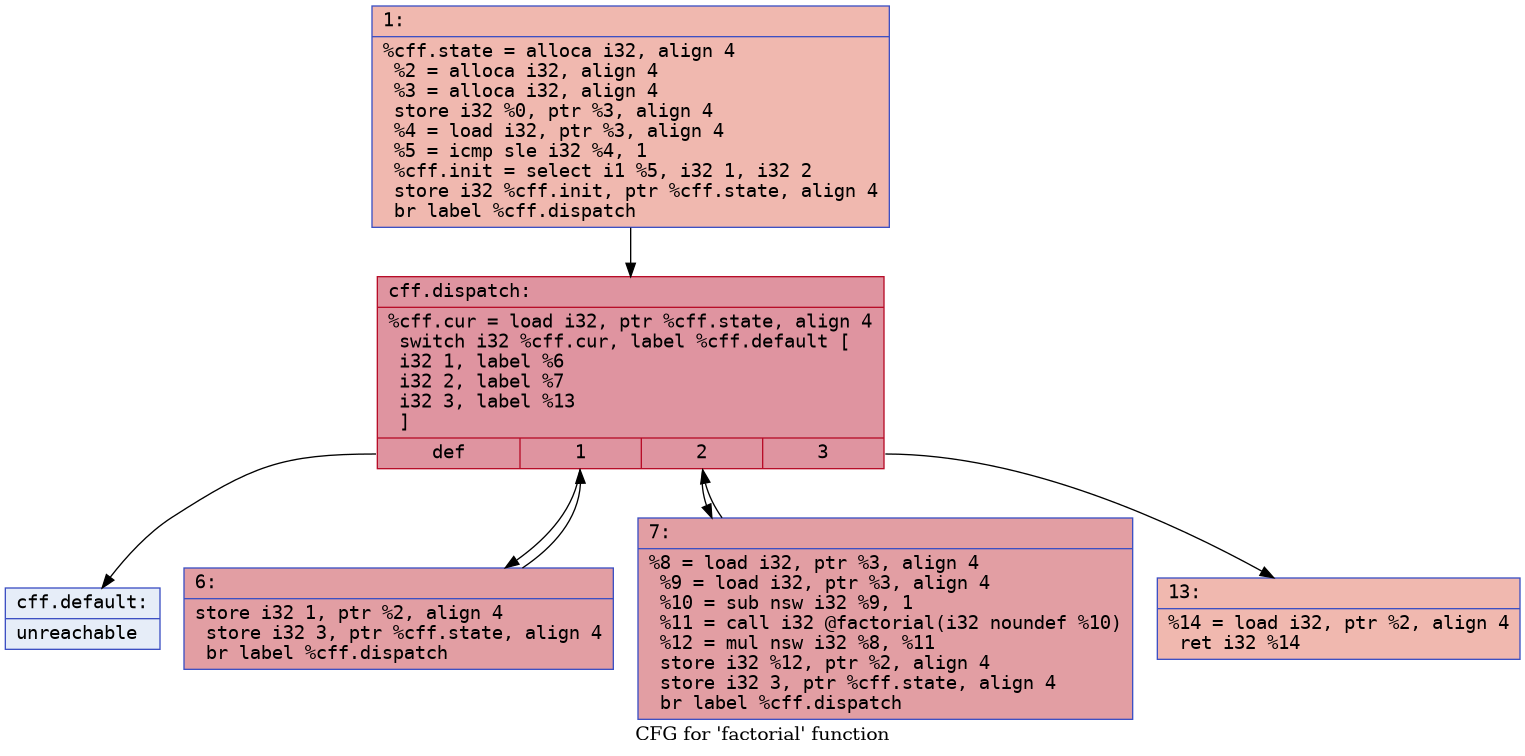 1:
%cff.state = alloca i32, align 4
%2 = alloca i32, align 4
%3 = alloca i32, align 4
store i32 %0, ptr %3, align 4
%4 = load i32, ptr %3, align 4
%5 = icmp sle i32 %4, 1
%cff.init = select i1 %5, i32 1, i32 2
store i32 %cff.init, ptr %cff.state, align 4
br label %cff.dispatch
cff.dispatch:
%cff.cur = load i32, ptr %cff.state, align 4
switch i32 %cff.cur, label %cff.default [
i32 1, label %6
i32 2, label %7
i32 3, label %13
]
def 1 2 3
cff.default:
unreachable
6:
store i32 1, ptr %2, align 4
store i32 3, ptr %cff.state, align 4
br label %cff.dispatch
7:
%8 = load i32, ptr %3, align 4
%9 = load i32, ptr %3, align 4
%10 = sub nsw i32 %9, 1
%11 = call i32 @factorial(i32 noundef %10)
%12 = mul nsw i32 %8, %11
store i32 %12, ptr %2, align 4
store i32 3, ptr %cff.state, align 4
br label %cff.dispatch
13:
%14 = load i32, ptr %2, align 4
ret i32 %14
CFG for 'factorial' function